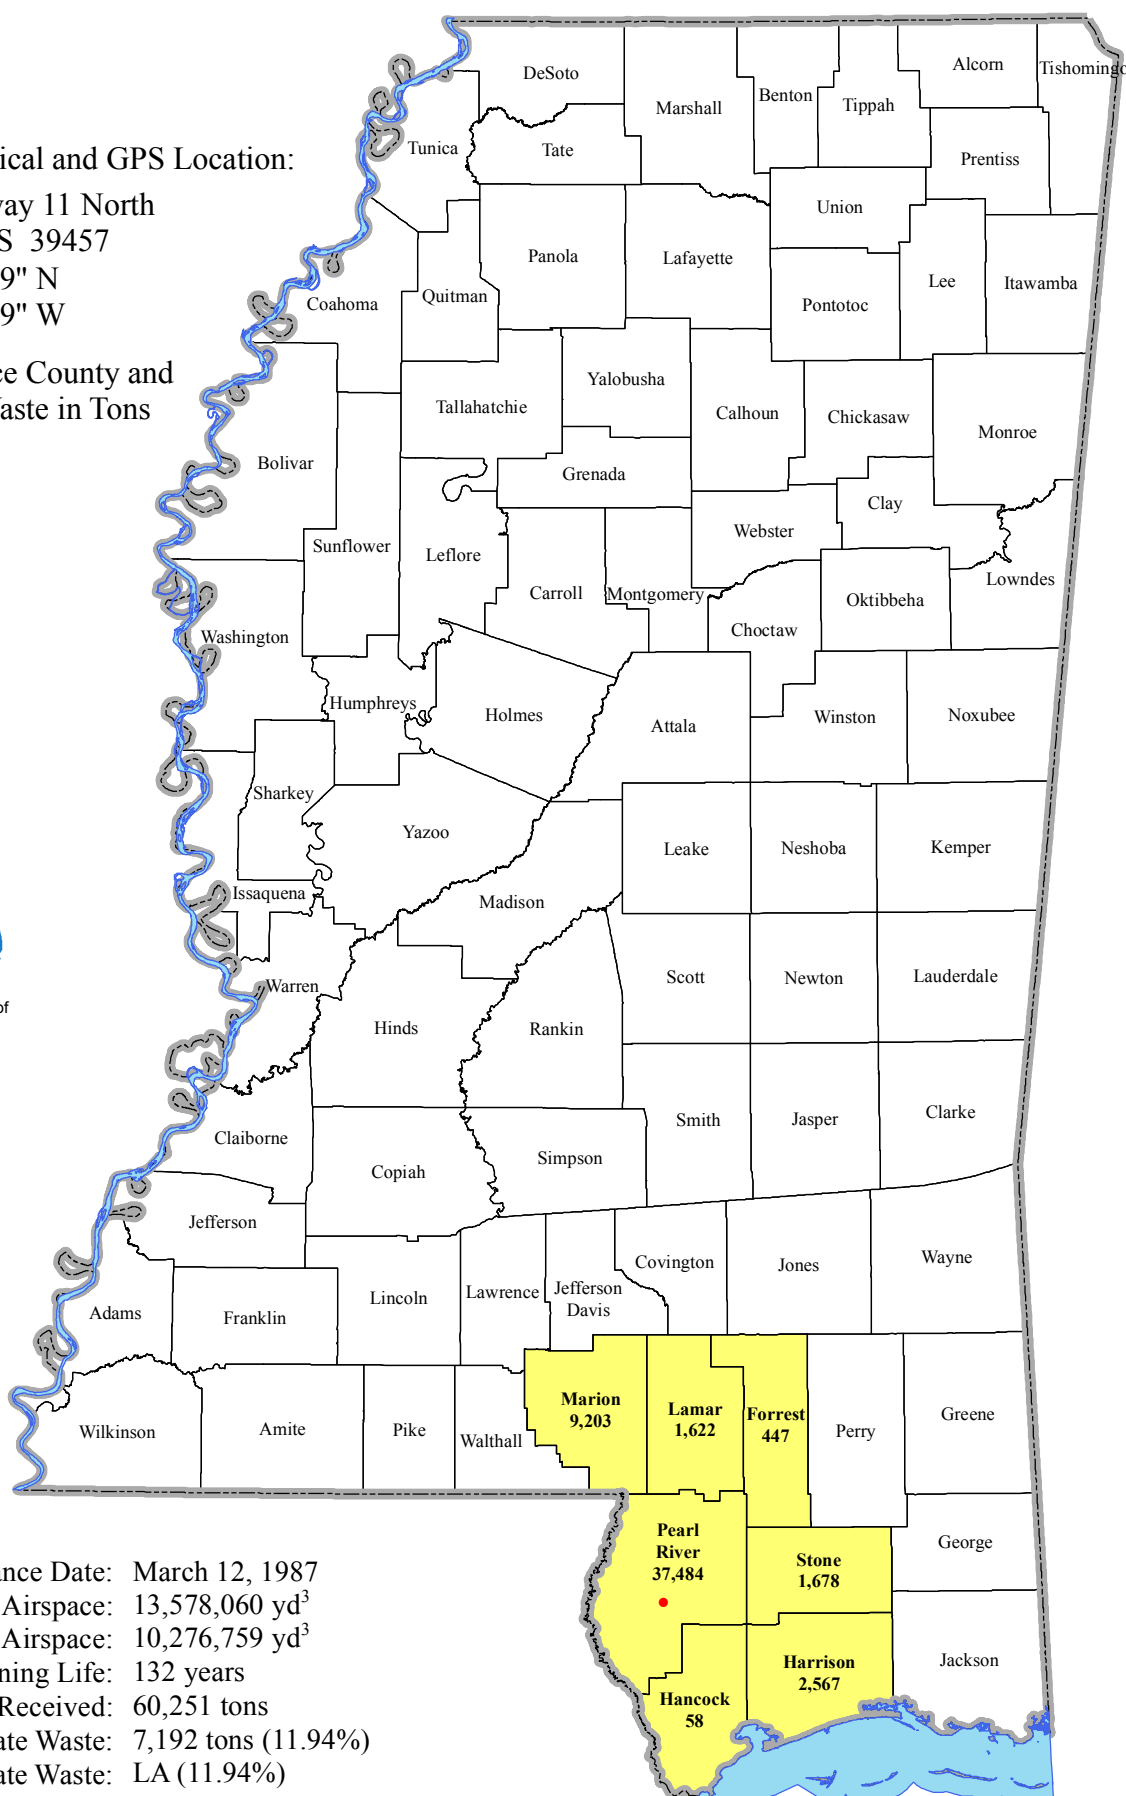 ical and GPS Location:
way 11 North
S 39457
9" N
9" W
ce County and
Waste in Tons
DeSoto
Marshall
Benton
Tippah
Alcorn
Tishomingo
Tunica
Tate
Prentiss
Union
Panola
Lafayette
Coahoma
Quitman
Pontotoc
Lee
Itawamba
Yalobusha
Tallahatchie
Calhoun
Chickasaw
Monroe
Bolivar
Grenada
Clay
Webster
Sunflower
Leflore
Carroll
Montgomery
Lowndes
Oktibbeha
Choctaw
Washington
Humphreys
Holmes
Attala
Winston
Noxubee
Sharkey
Yazoo
Leake
Neshoba
Kemper
Issaquena
Madison
Warren
Scott
Newton
Lauderdale
of
Hinds
Rankin
Smith
Jasper
Clarke
Claiborne
Copiah
Simpson
Jefferson
Covington
Jones
Wayne
Adams
Franklin
Lincoln
Lawrence
Jefferson
Davis
Marion
9,203
Lamar
1,622
Forrest
447
Perry
Greene
Wilkinson
Amite
Pike
Walthall
Pearl
River
37,484
Stone
1,678
George
Harrison
2,567
Jackson
Hancock
58
ance Date: March 12, 1987
Airspace: 13,578,060 yd³
Airspace: 10,276,759 yd³
ning Life: 132 years
Received: 60,251 tons
ate Waste: 7,192 tons (11.94%)
ate Waste: LA (11.94%)